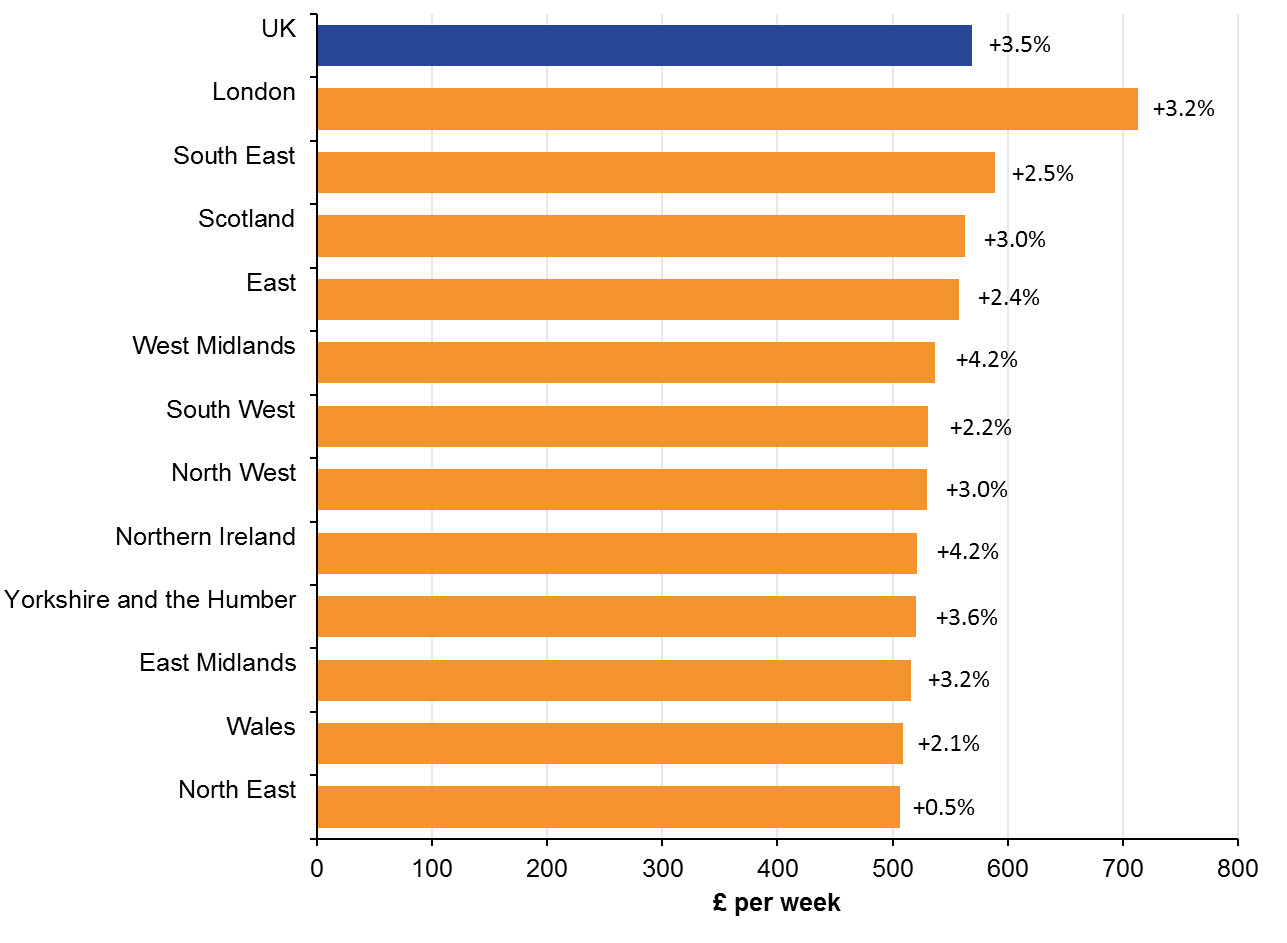 UK +3.5%
London +3.2%
South East +2.5%
Scotland +3.0%
East +2.4%
West Midlands +4.2%
South West +2.2%
North West +3.0%
Northern Ireland +4.2%
Yorkshire and the Humber +3.6%
East Midlands +3.2%
Wales +2.1%
North East +0.5%
0 100 200 300 400 500 600 700 800
£ per week